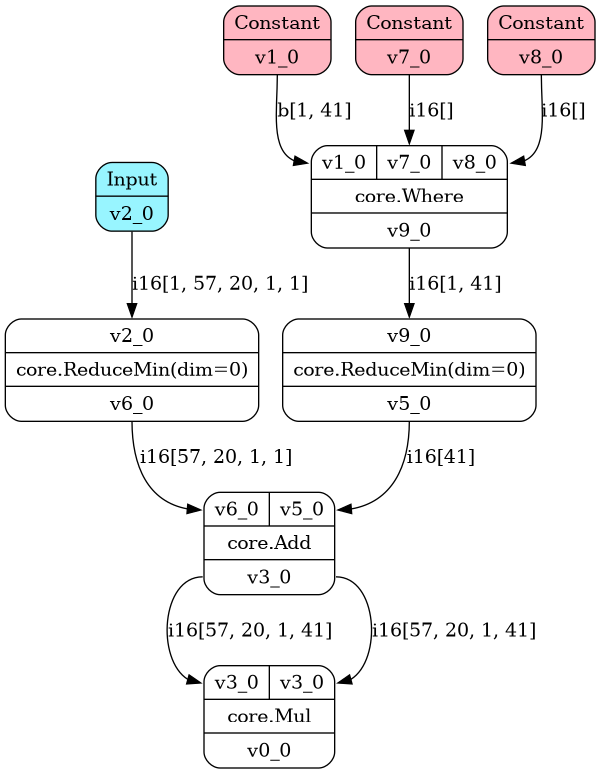 Constant
v1_0
Constant
v7_0
Constant
v8_0
b[1, 41]
i16[]
i16[]
v1_0 v7_0 v8_0
core.Where
v9_0
Input
v2_0
i16[1, 57, 20, 1, 1]
i16[1, 41]
v2_0
core.ReduceMin(dim=0)
v6_0
v9_0
core.ReduceMin(dim=0)
v5_0
i16[57, 20, 1, 1]
i16[41]
v6_0 v5_0
core.Add
v3_0
i16[57, 20, 1, 41]
i16[57, 20, 1, 41]
v3_0 v3_0
core.Mul
v0_0